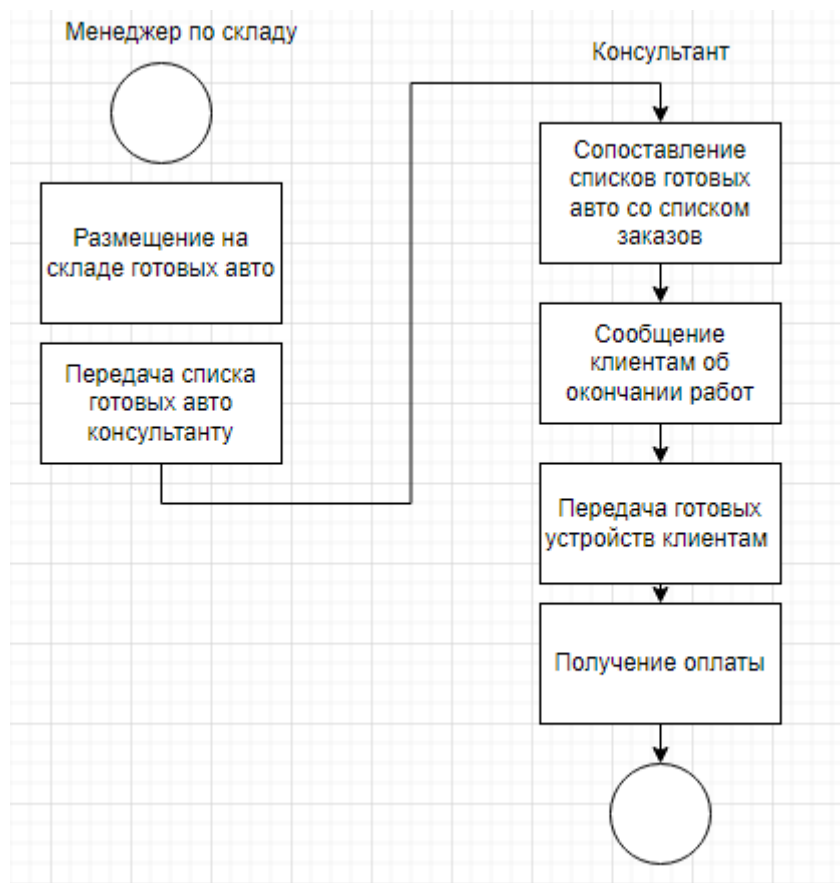 Менеджер по складу
Размещение на
складе готовых авто
Передача списка
готовых авто
консультанту
Консультант
Сопоставление
списков готовых
авто со списком
заказов
Сообщение
клиентам об
окончании работ
Передача готовых
устройств клиентам
Получение оплаты